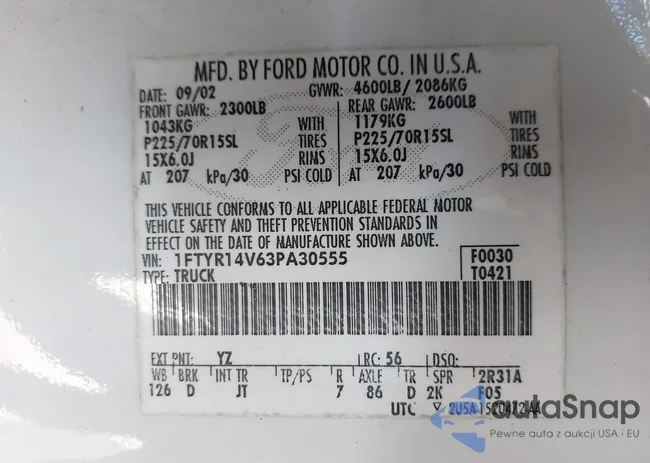 MFD. BY FORD MOTOR CO. IN U.S.A.
DATE: 09/02 GVWR: 4600LB/ 2086KG
FRONT GAWR: 2300LB REAR GAWR: 2600LB
1043KG WITH 1179KG WITH
P225/70R15SL TIRES P225/70R15SL TIRES
15X6.0J RIMS 15X6.0J RIMS
AT 207 kPa/30 PSI COLD AT 207 kPa/30 PSI COLD
THIS VEHICLE CONFORMS TO ALL APPLICABLE FEDERAL MOTOR
VEHICLE SAFETY AND THEFT PREVENTION STANDARDS IN
EFFECT ON THE DATE OF MANUFACTURE SHOWN ABOVE.
VIN: 1FTYR14V63PA30555 F0030
TYPE: TRUCK T0421
EXT PNT: YZ RC: 56 DSO:
WB BRK INT TR TP/PS R AXLE TR SPR 2R31A
126 D JT 7 86 D 2K F05
UTC
AutoSnap
Pewne auta z aukcji USA i EU